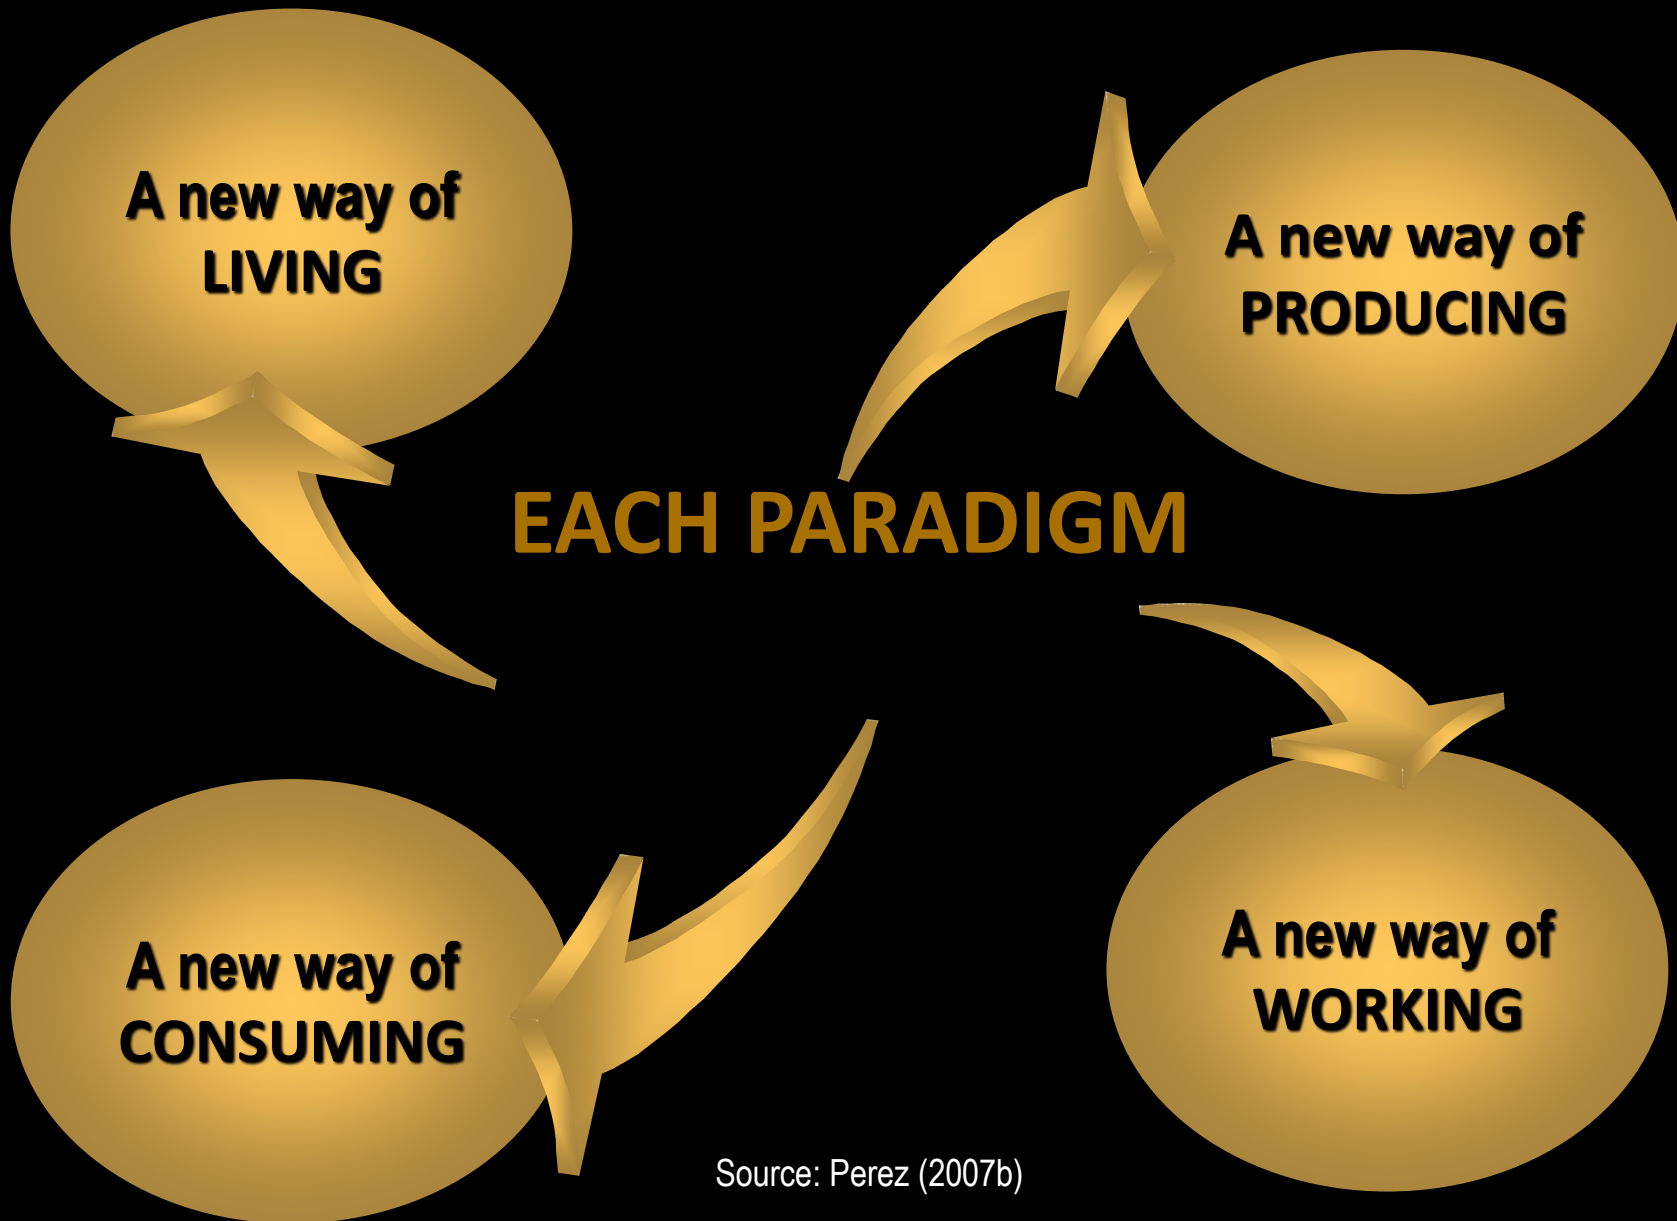 A new way of
LIVING
A new way of
PRODUCING
EACH PARADIGM
A new way of
CONSUMING
A new way of
WORKING
Source: Perez (2007b)